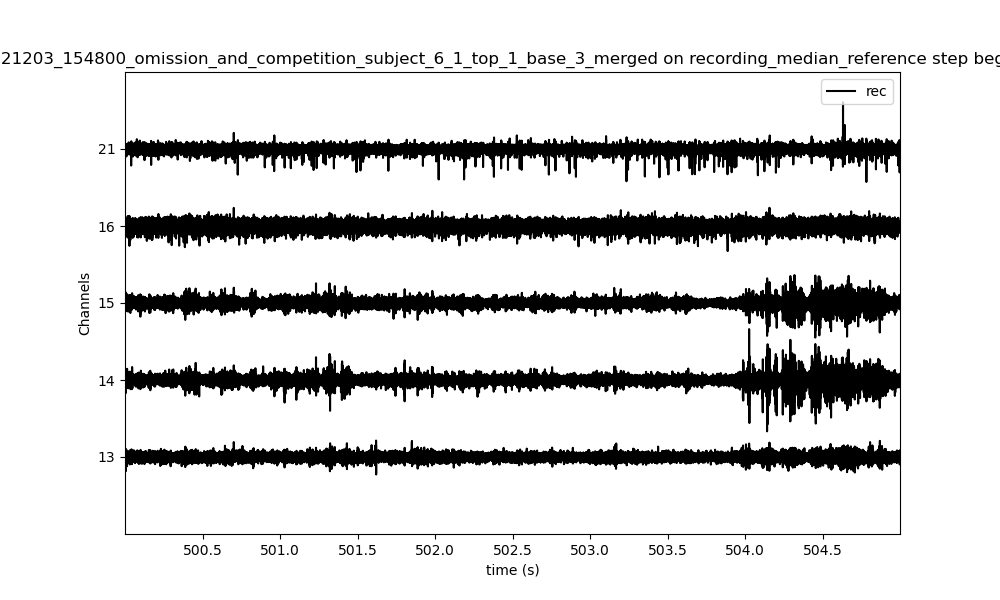 21203_154800_omission_and_competition_subject_6_1_top_1_base_3_merged on recording_median_reference step beg
rec
21
16
15
14
13
Channels
500.5 501.0 501.5 502.0 502.5 503.0 503.5 504.0 504.5
time (s)